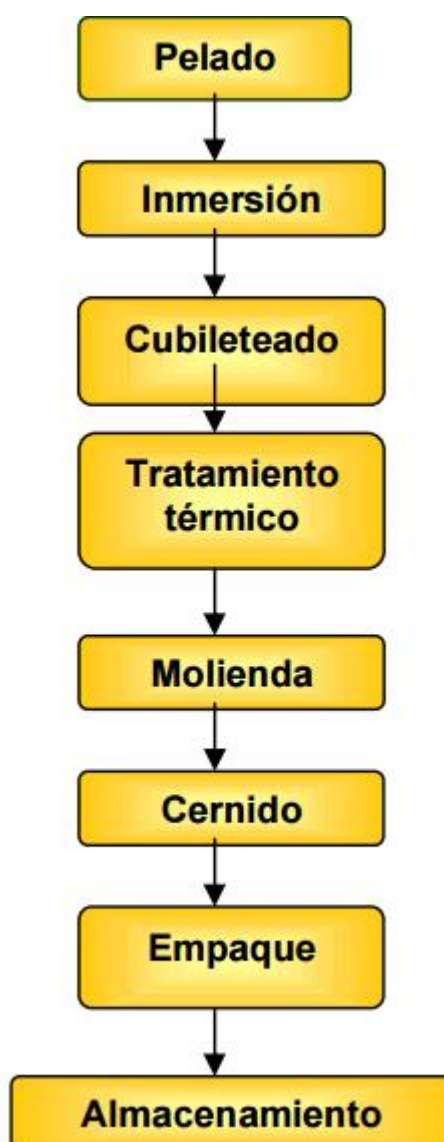 Pelado
Inmersión
Cubileteado
Tratamiento
térmico
Molienda
Cernido
Empaque
Almacenamiento